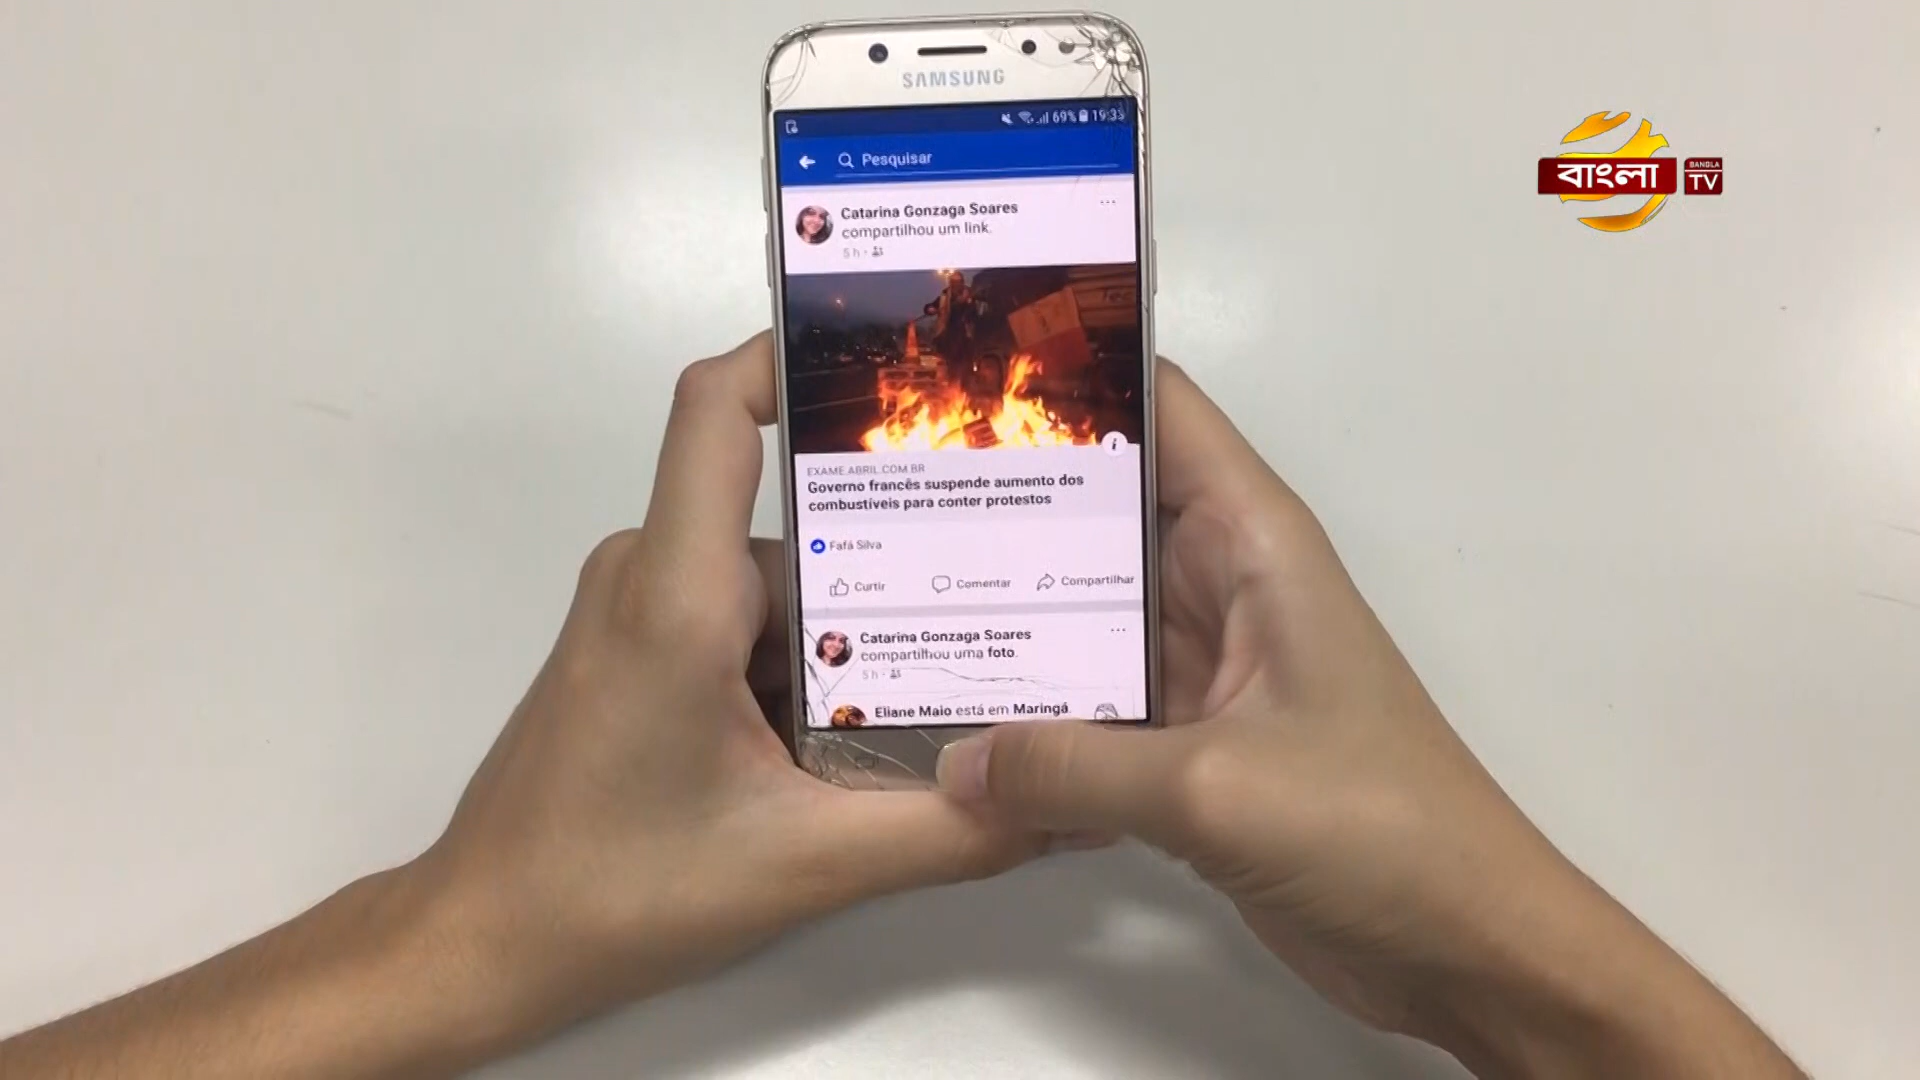 SAMSUNG
69% 19:33
Pesquisar
Catarina Gonzaga Soares
compartilhou um link.
5 h
EXAME.ABRIL.COM.BR
Governo francês suspende aumento dos
combustíveis para conter protestos
Fafá Silva
Curtir Comentar Compartilhar
Catarina Gonzaga Soares
compartilhou uma foto.
5 h
Eliane Maio está em Maringá.
বাংলা
BANGLA
TV